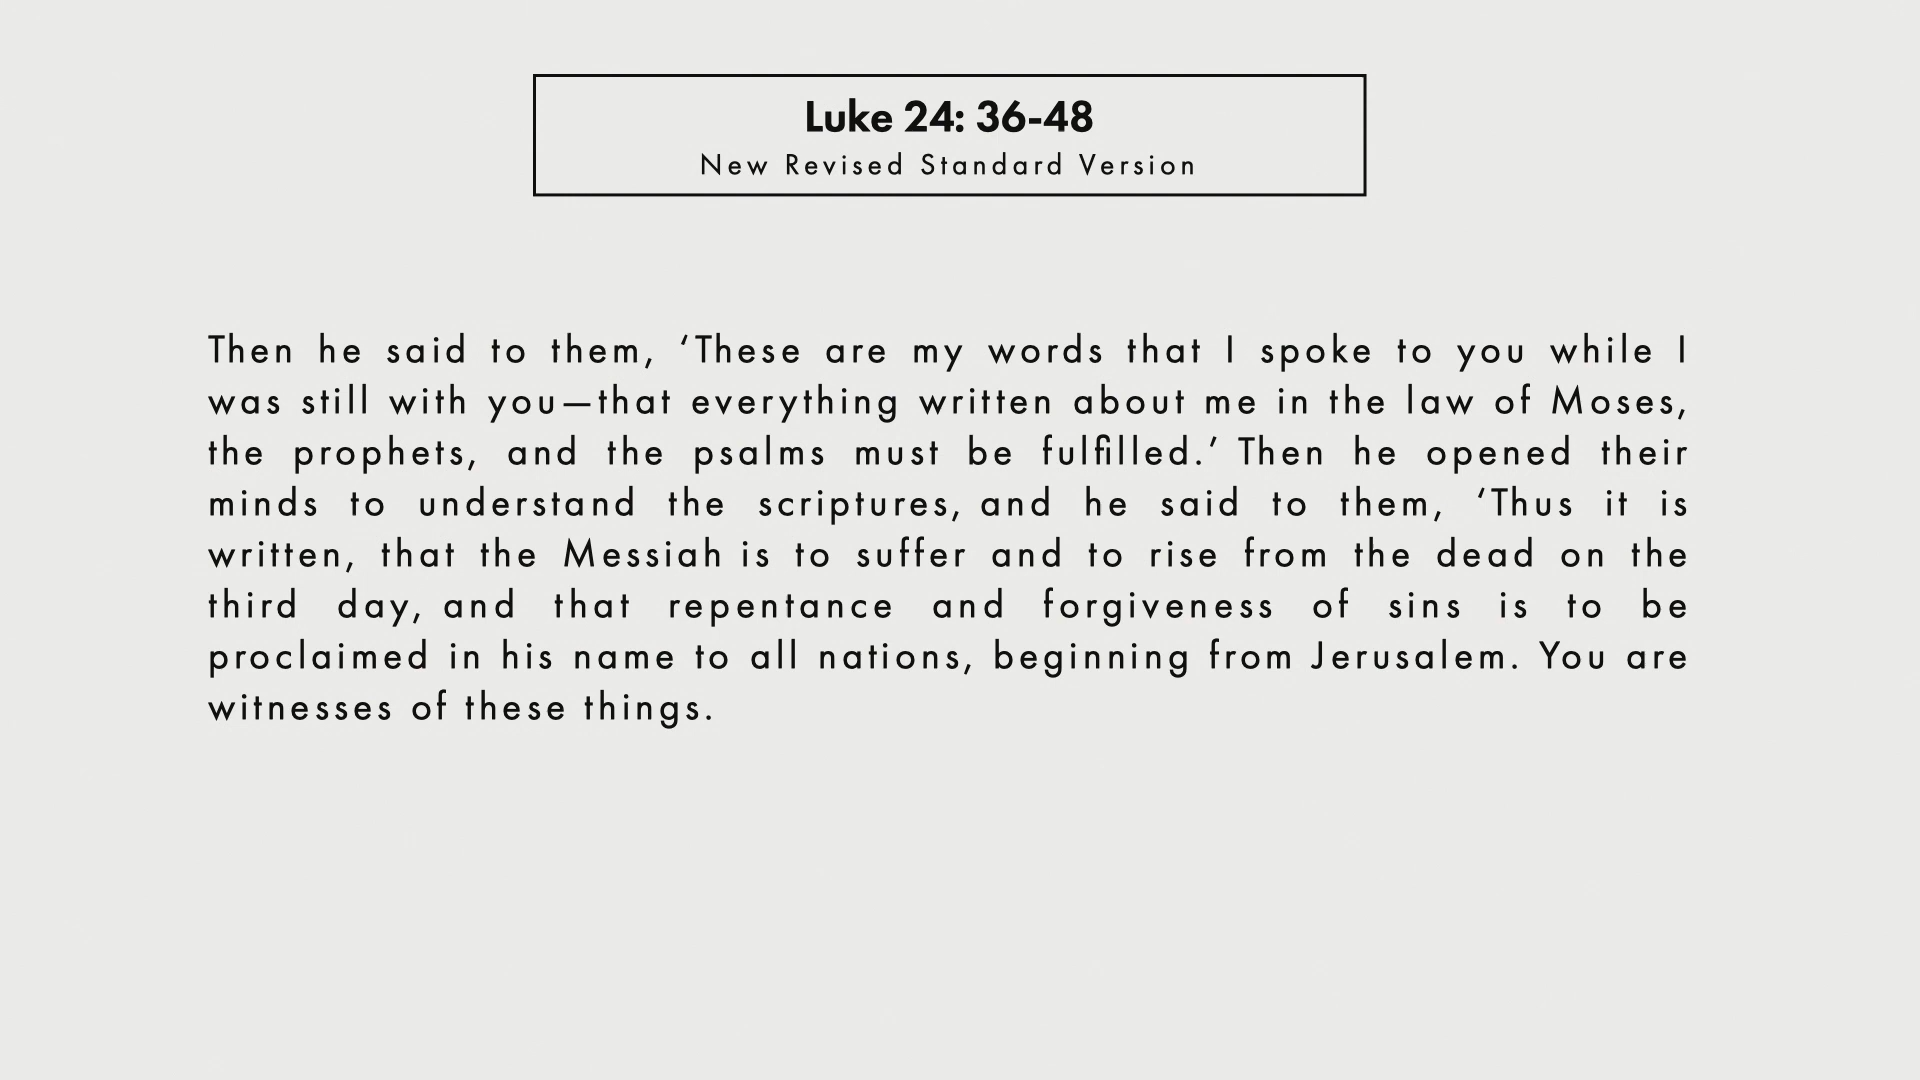 Luke 24: 36-48
New Revised Standard Version
Then he said to them, ‘These are my words that I spoke to you while I
was still with you—that everything written about me in the law of Moses,
the prophets, and the psalms must be fulfilled.’ Then he opened their
minds to understand the scriptures, and he said to them, ‘Thus it is
written, that the Messiah is to suffer and to rise from the dead on the
third day, and that repentance and forgiveness of sins is to be
proclaimed in his name to all nations, beginning from Jerusalem. You are
witnesses of these things.